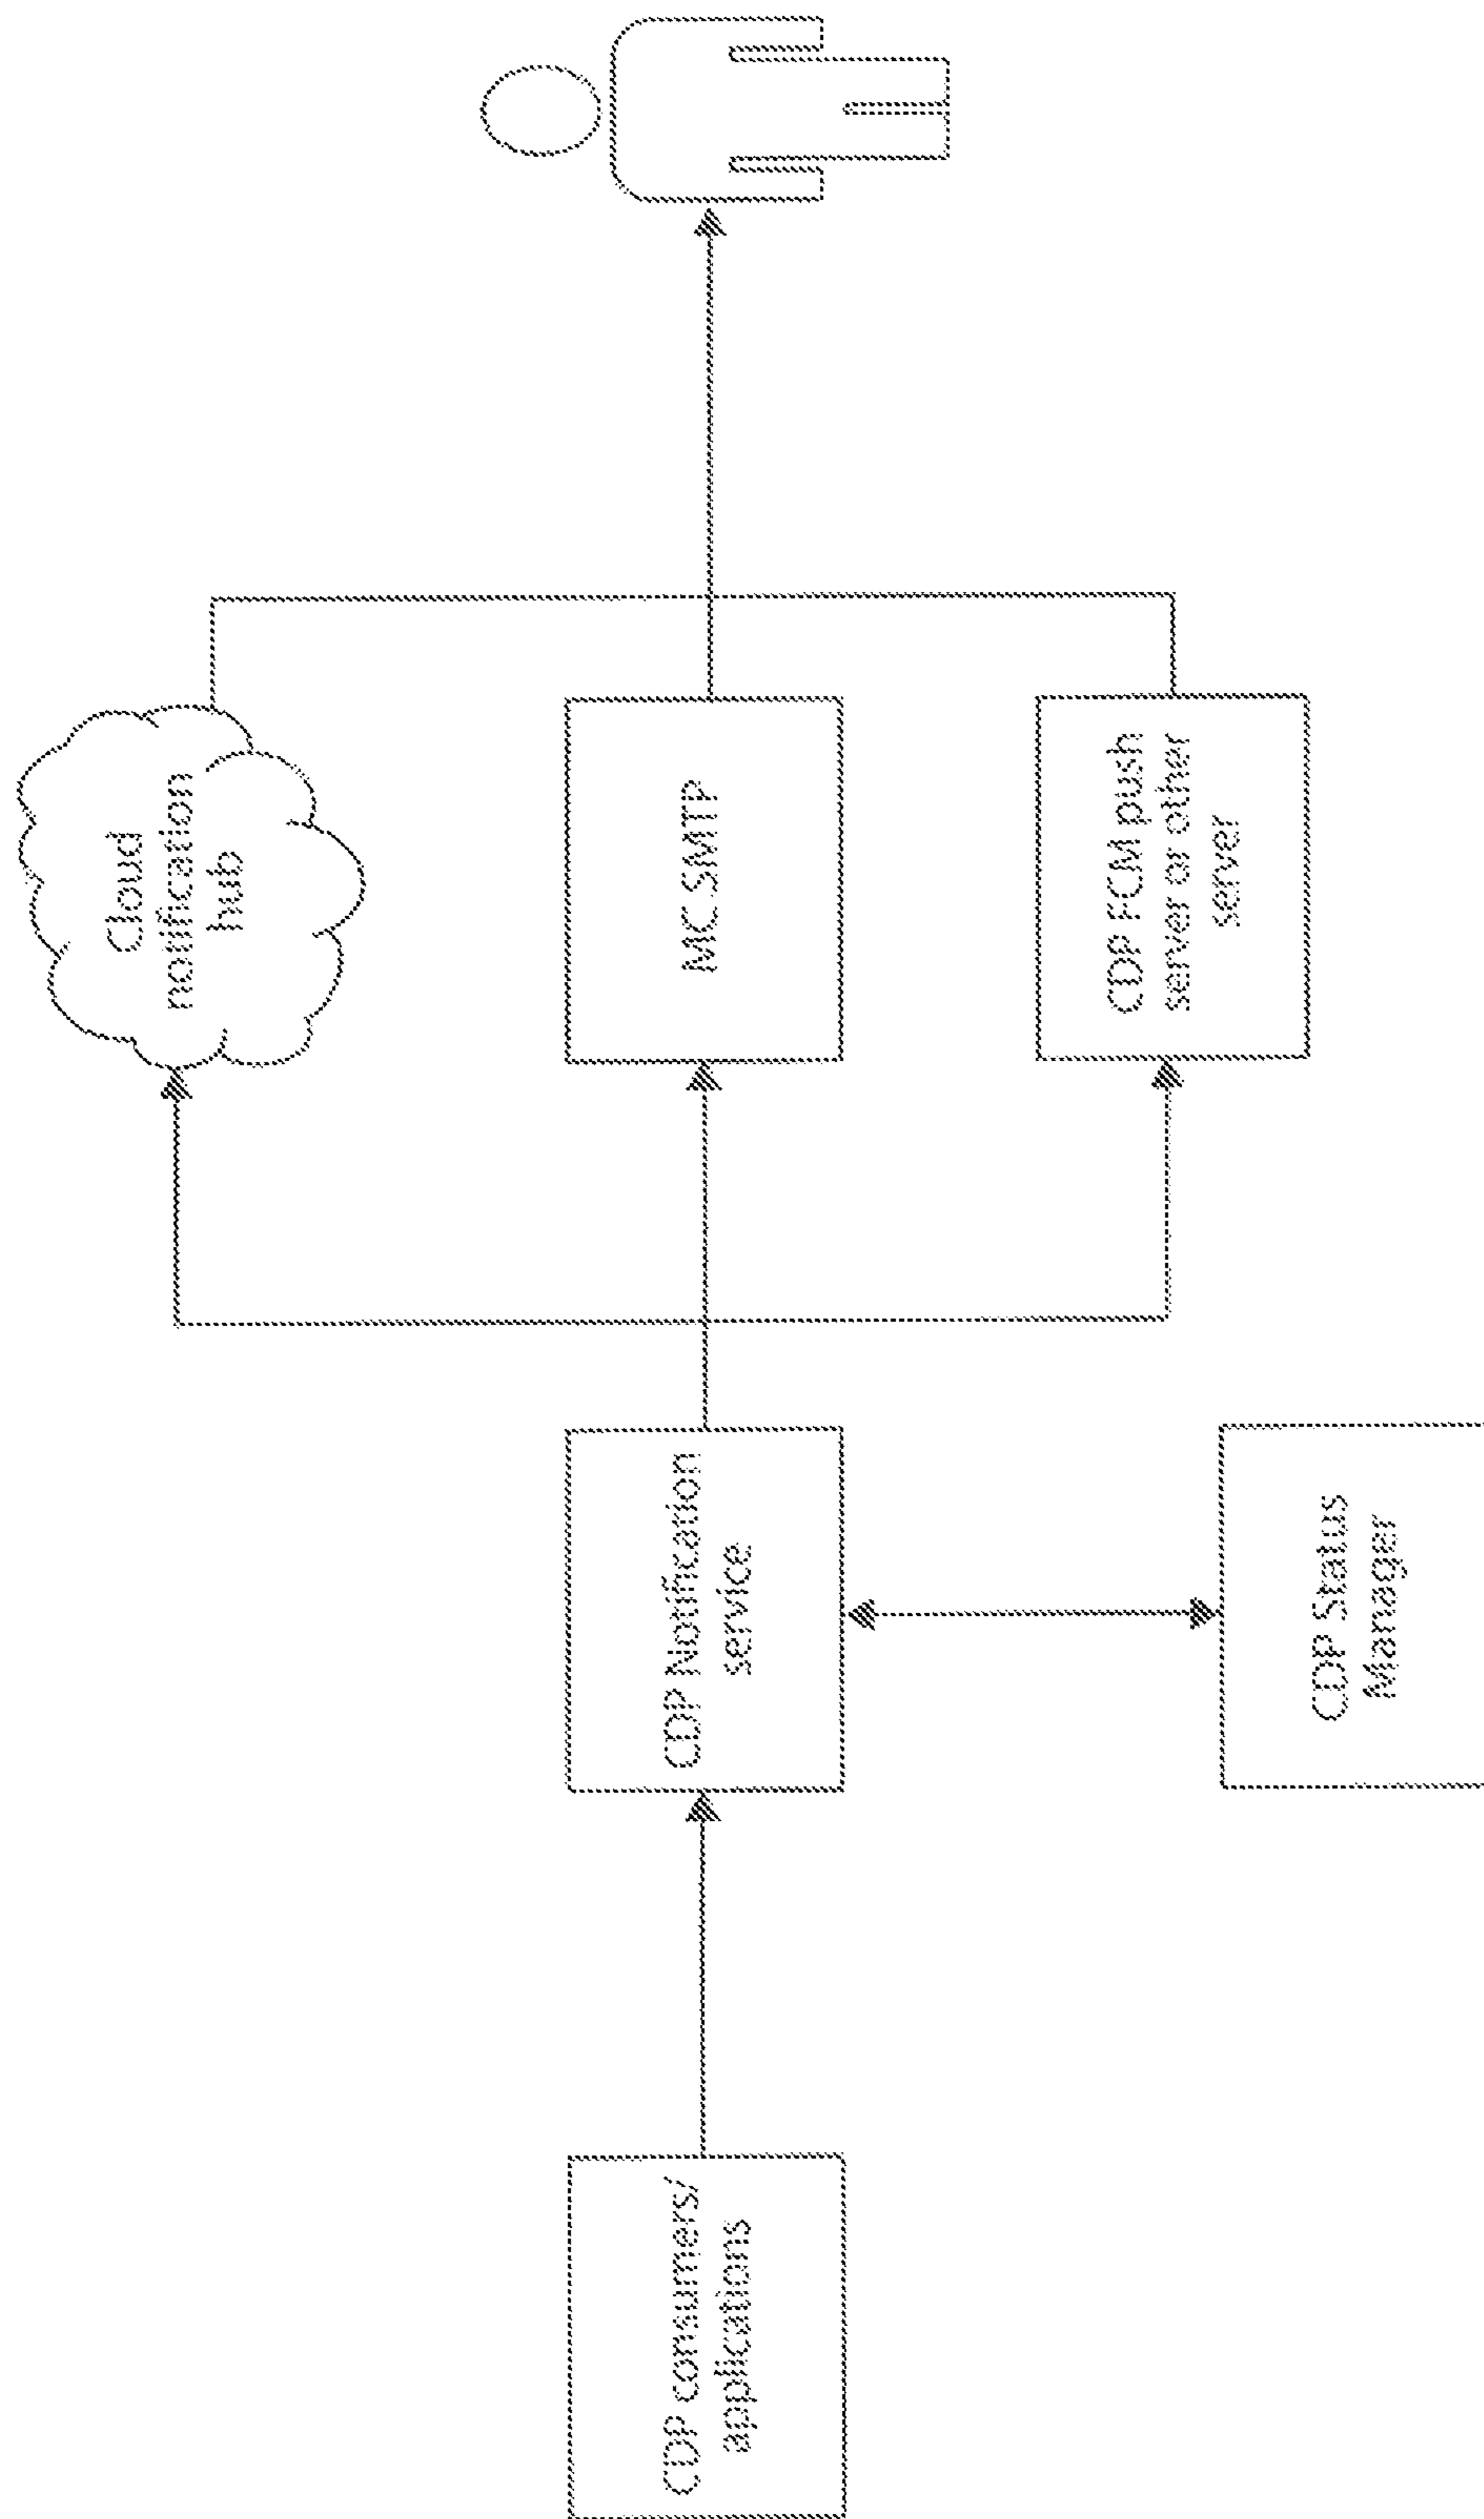 CDP consumers/
applications
CDP Notification
service
CDP Status
Manager
Cloud
notification
hub
MC SMTP
CDP FCM push
server or other
server